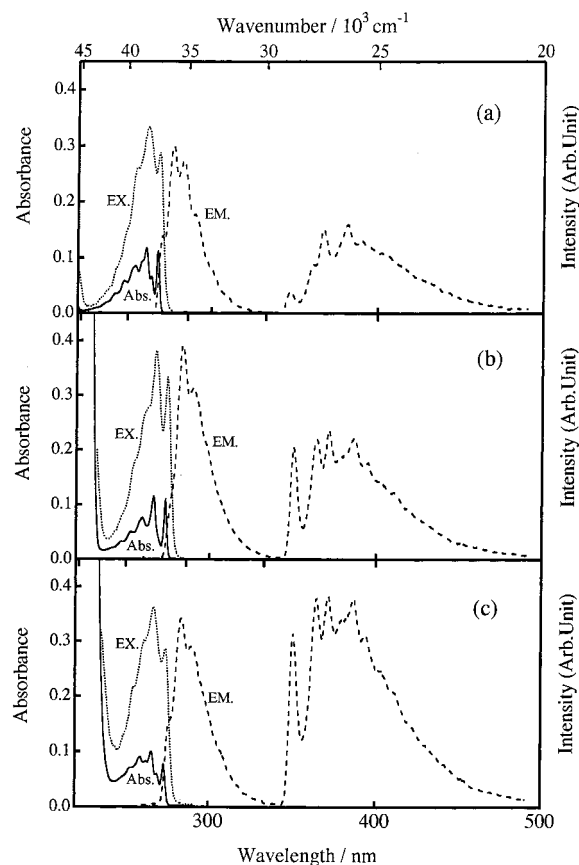 Wavenumber / 10³ cm⁻¹
45 40 35 30 25 20
0.4
0.3
0.2
0.1
0.0
Absorbance
Intensity (Arb.Unit)
(a)
EX.
EM.
Abs.
0.4
0.3
0.2
0.1
0.0
Absorbance
Intensity (Arb.Unit)
(b)
EX.
EM.
Abs.
0.4
0.3
0.2
0.1
0.0
Absorbance
Intensity (Arb.Unit)
(c)
EX.
EM.
Abs.
300 400 500
Wavelength / nm